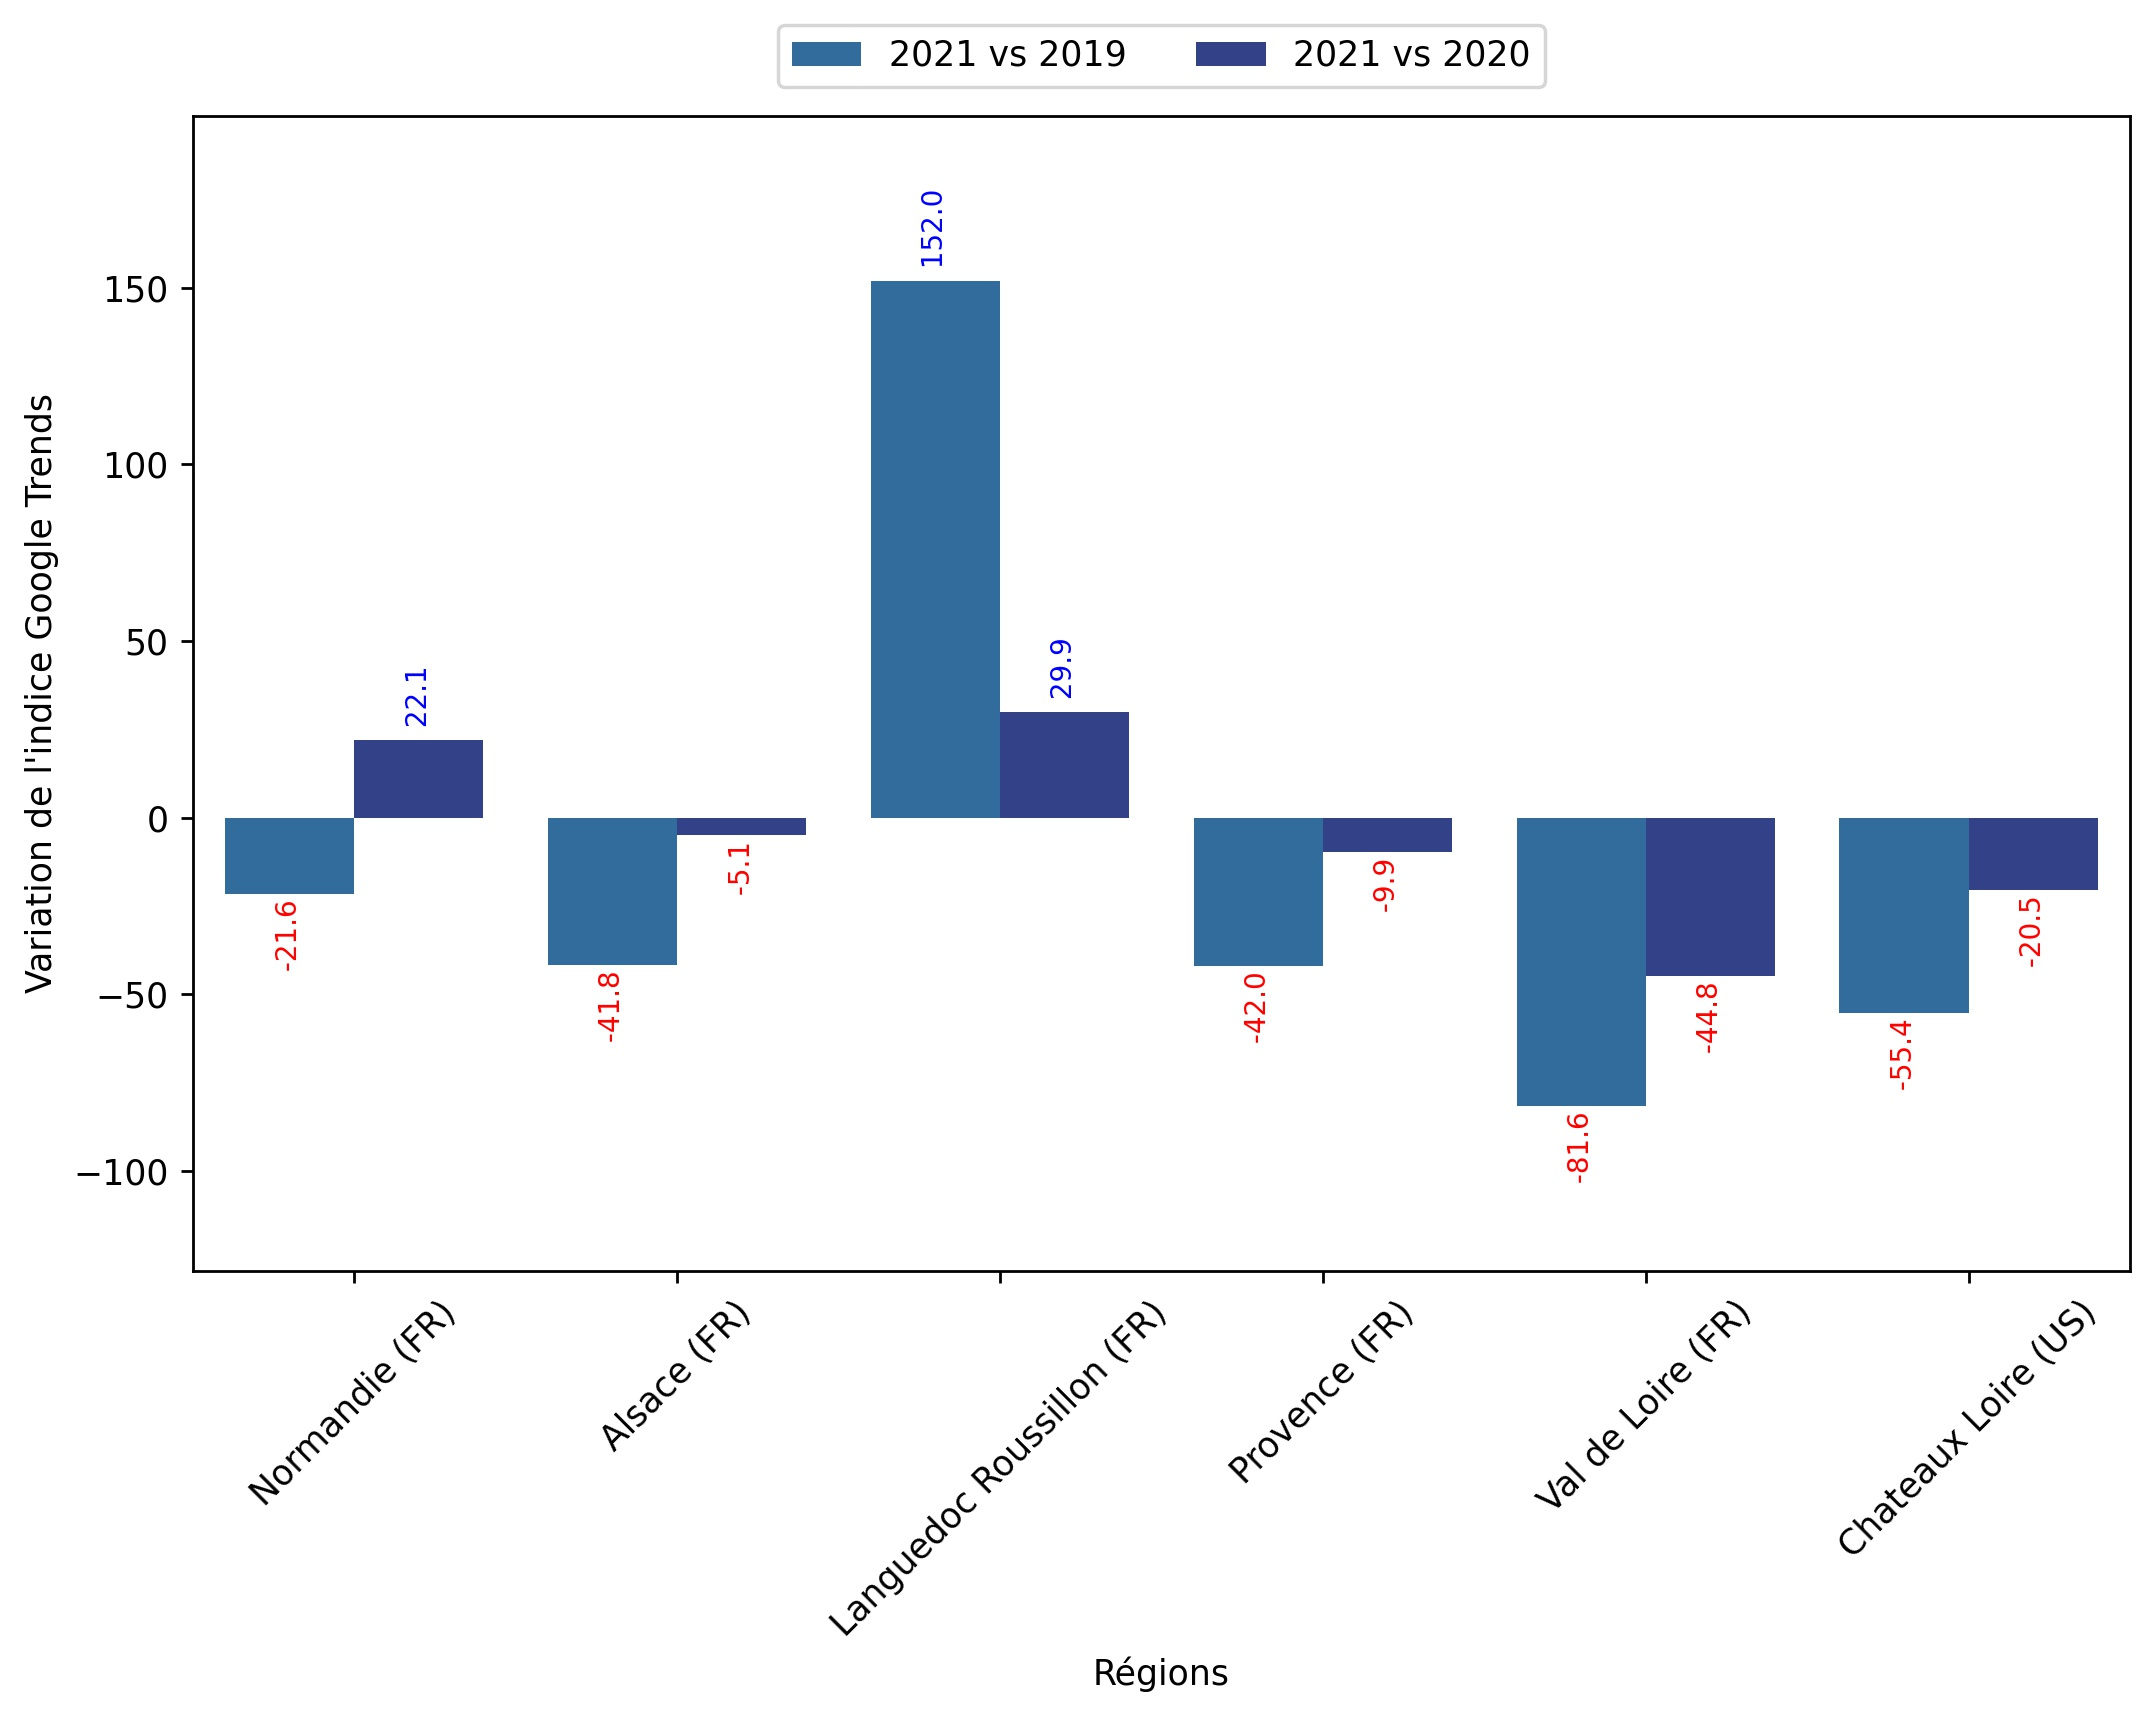 2021 vs 2019
2021 vs 2020
Variation de l'indice Google Trends
150
100
50
0
−50
−100
-21.6
22.1
-41.8
-5.1
152.0
29.9
-42.0
-9.9
-81.6
-44.8
-55.4
-20.5
Normandie (FR)
Alsace (FR)
Languedoc Roussillon (FR)
Provence (FR)
Val de Loire (FR)
Chateaux Loire (US)
Régions